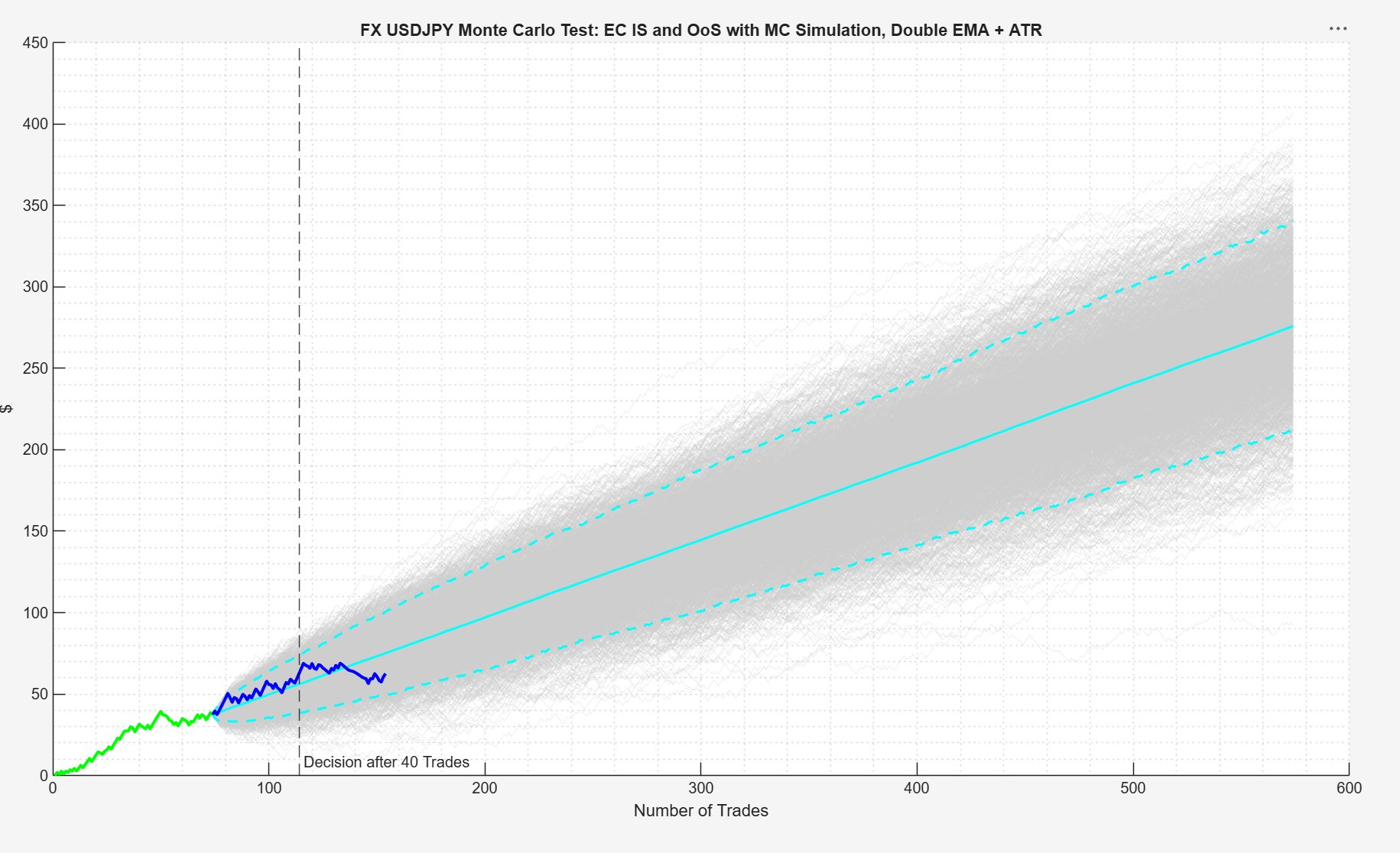 FX USDJPY Monte Carlo Test: EC IS and OoS with MC Simulation, Double EMA + ATR
450
400
350
300
250
200
150
100
50
0
$
Decision after 40 Trades
0 100 200 300 400 500 600
Number of Trades